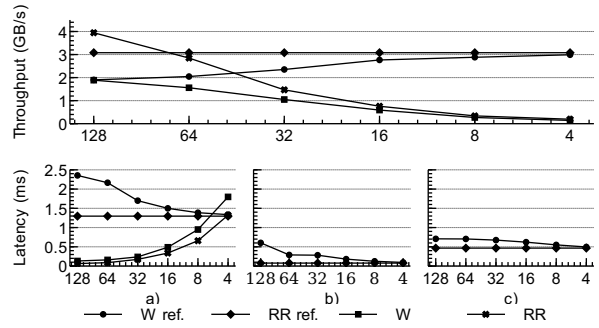 Throughput (GB/s)
4
3
2
1
0
128 64 32 16 8 4
Latency (ms)
2.5
2
1.5
1
0.5
0
128 64 32 16 8 4
a)
128 64 32 16 8 4
b)
128 64 32 16 8 4
c)
W ref. RR ref. W RR